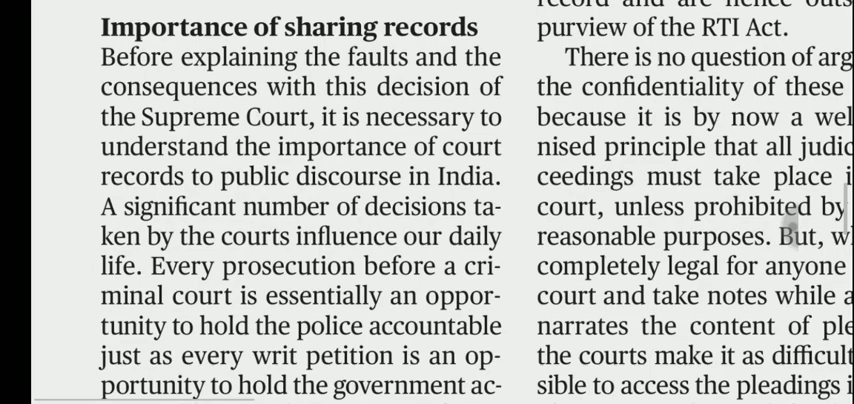 Importance of sharing records
Before explaining the faults and the
consequences with this decision of
the Supreme Court, it is necessary to
understand the importance of court
records to public discourse in India.
A significant number of decisions ta-
ken by the courts influence our daily
life. Every prosecution before a cri-
minal court is essentially an oppor-
tunity to hold the police accountable
just as every writ petition is an op-
portunity to hold the government ac-
record and are hence outs
purview of the RTI Act.
There is no question of arg
the confidentiality of these
because it is by now a wel
nised principle that all judic
ceedings must take place i
court, unless prohibited by
reasonable purposes. But, w
completely legal for anyone
court and take notes while a
narrates the content of ple
the courts make it as difficult
sible to access the pleadings i